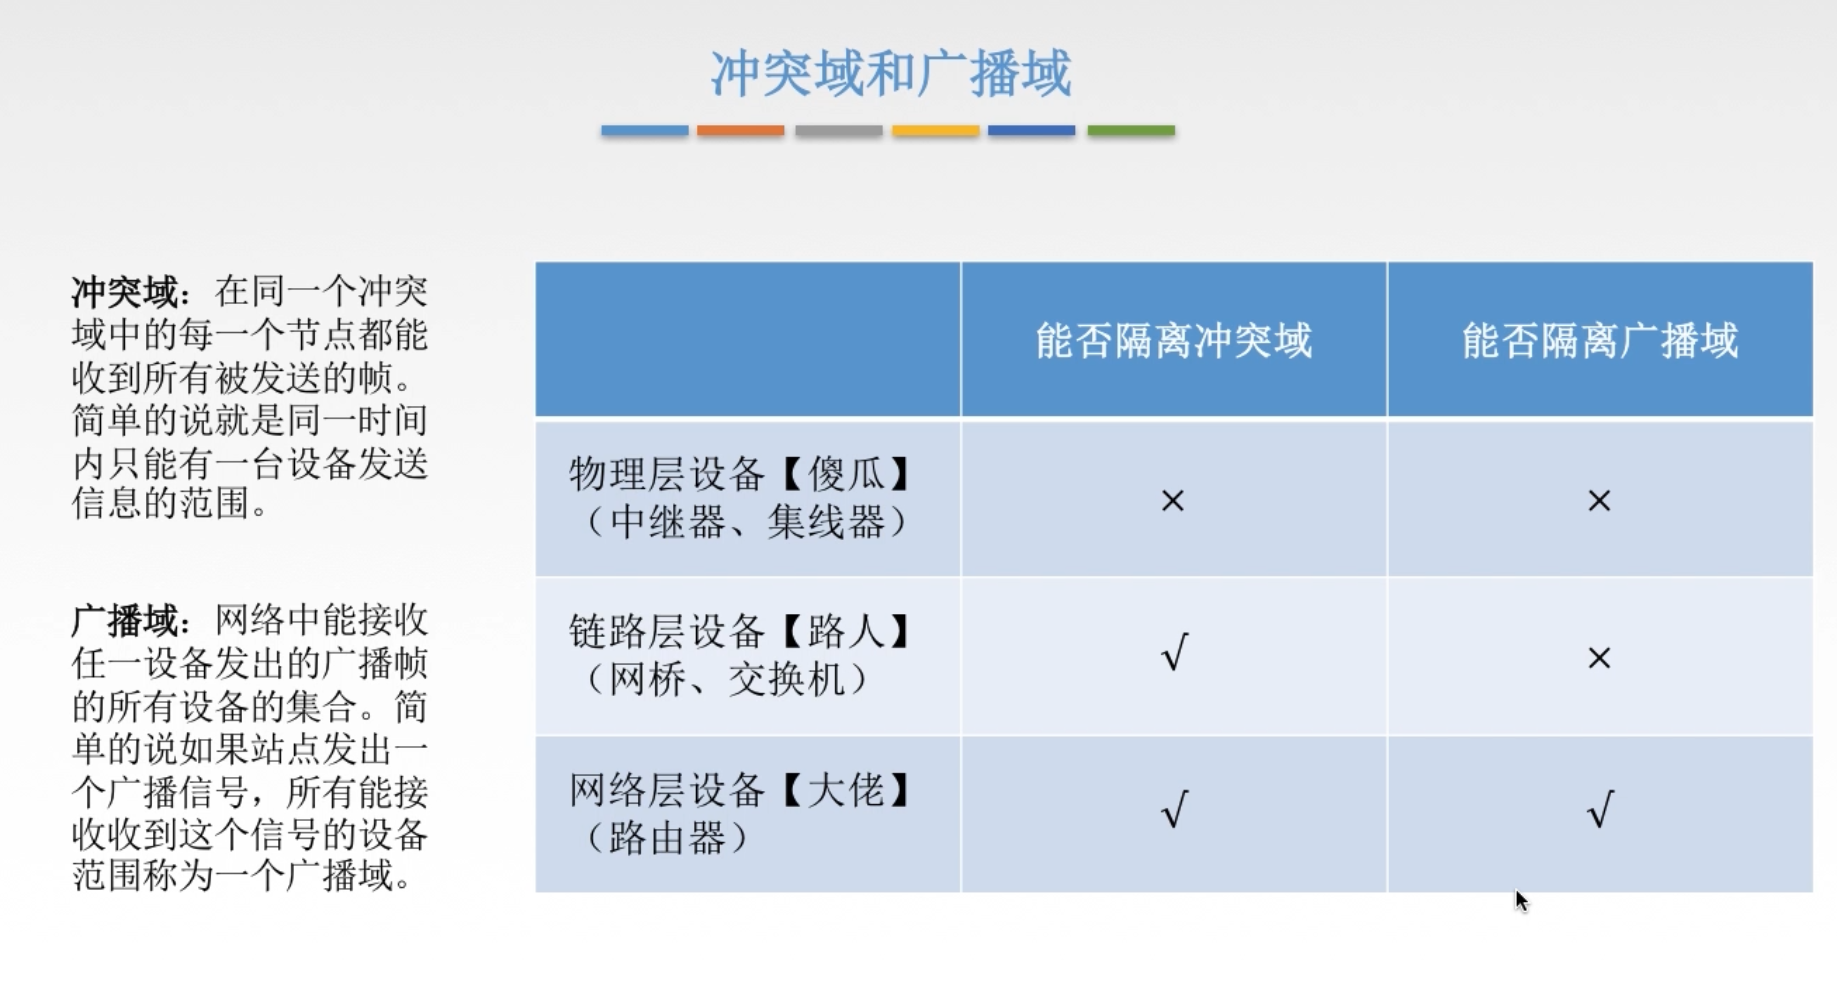 冲突域和广播域
冲突域：在同一个冲突
域中的每一个节点都能
收到所有被发送的帧。
简单的说就是同一时间
内只能有一台设备发送
信息的范围。
广播域：网络中能接收
任一设备发出的广播帧
的所有设备的集合。简
单的说如果站点发出一
个广播信号，所有能接
收收到这个信号的设备
范围称为一个广播域。
能否隔离冲突域
能否隔离广播域
物理层设备【傻瓜】
（中继器、集线器）
×
×
链路层设备【路人】
（网桥、交换机）
√
×
网络层设备【大佬】
（路由器）
√
√